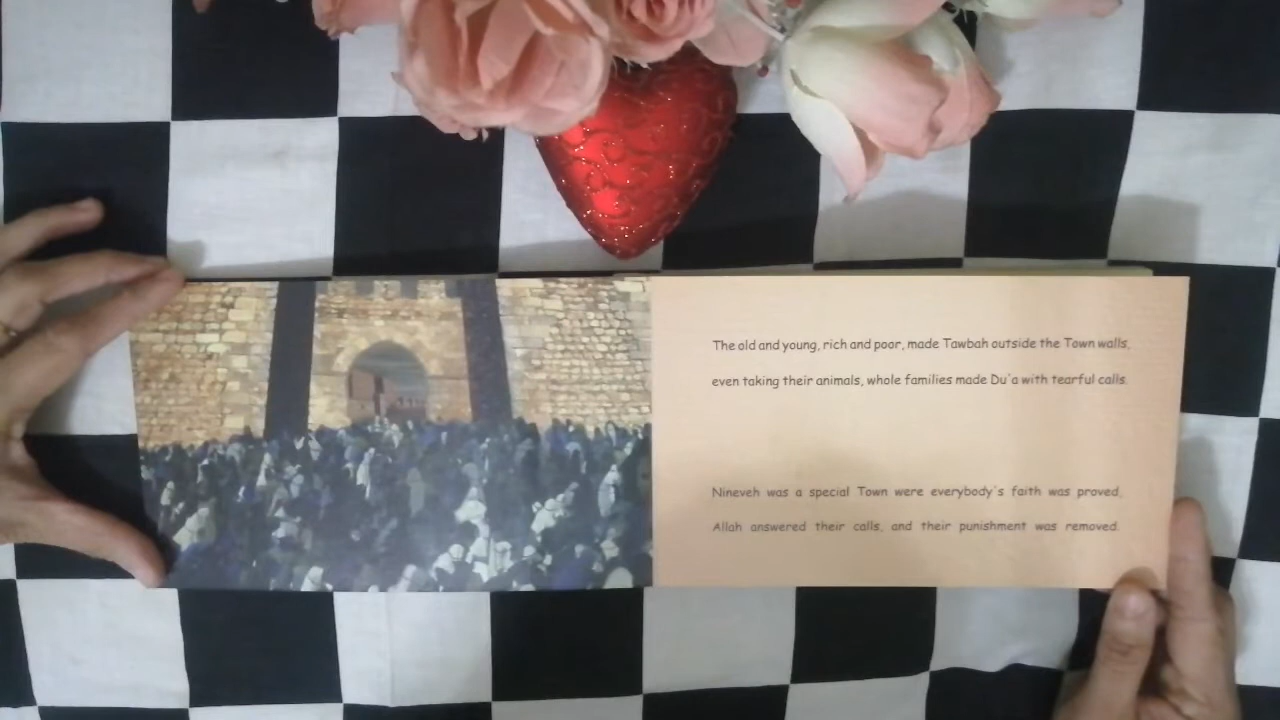 The old and young, rich and poor, made Tawbah outside the Town walls,
even taking their animals, whole families made Du'a with tearful calls.
Nineveh was a special Town were everybody's faith was proved,
Allah answered their calls, and their punishment was removed.